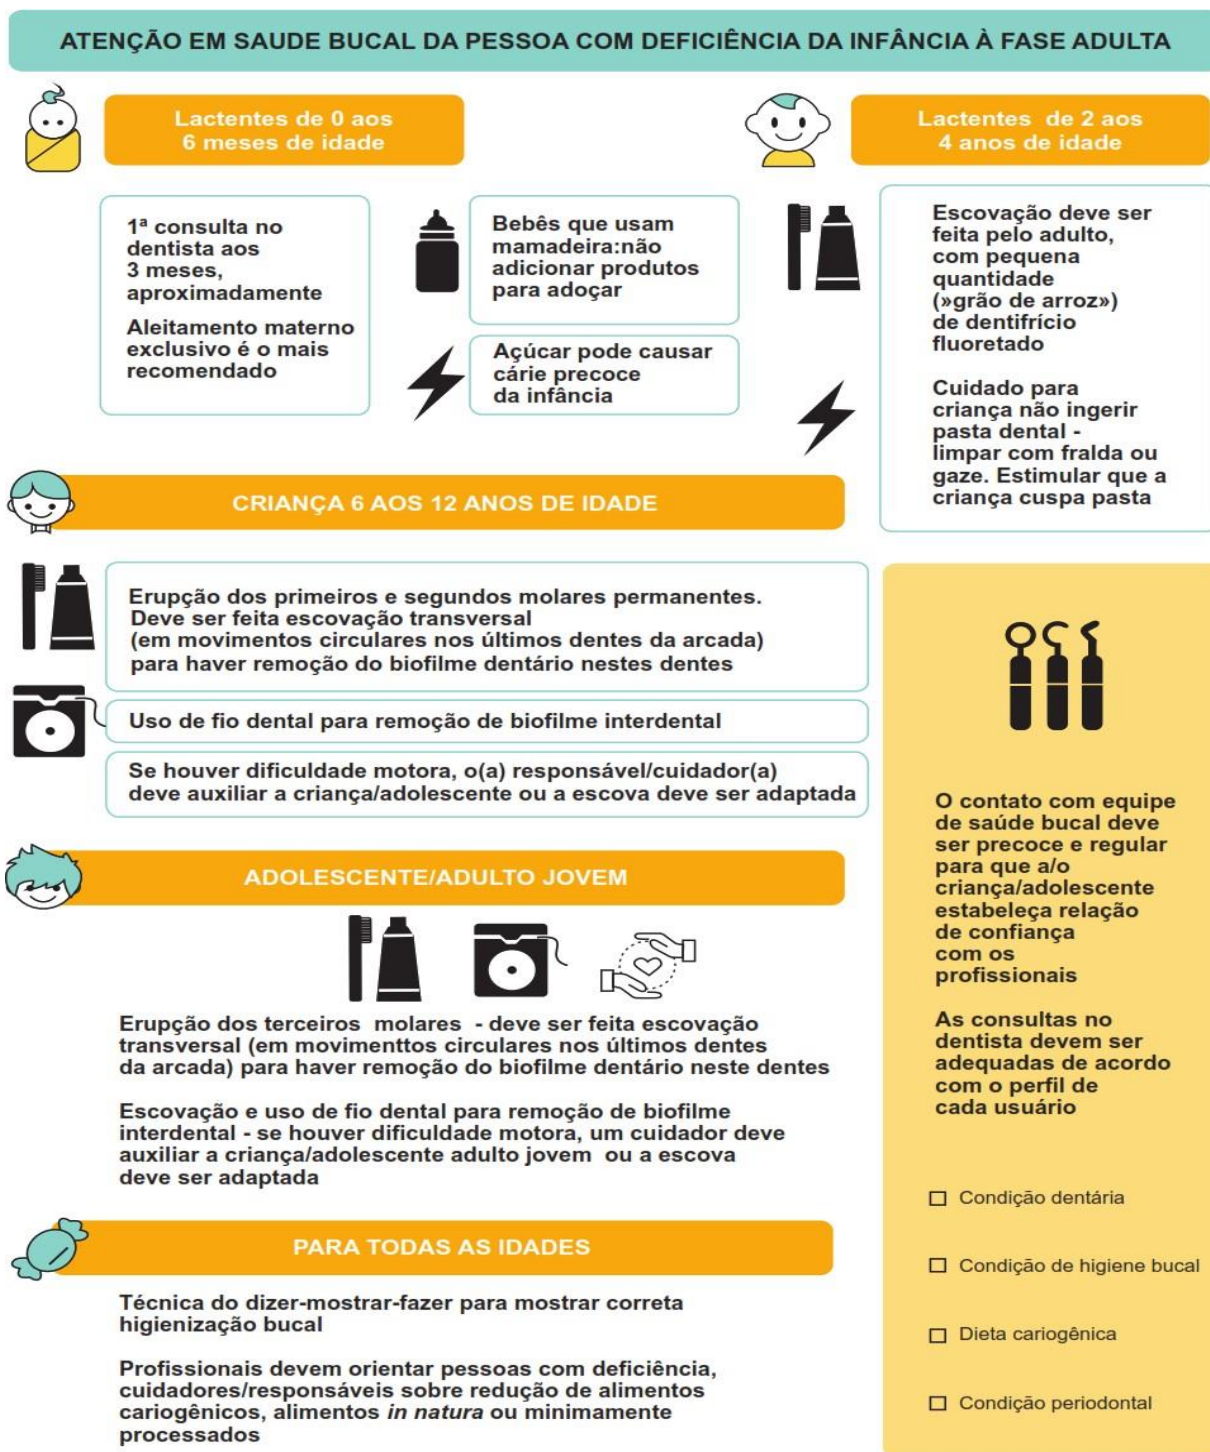 ATENÇÃO EM SAUDE BUCAL DA PESSOA COM DEFICIÊNCIA DA INFÂNCIA À FASE ADULTA
Lactentes de 0 aos
6 meses de idade
1ª consulta no
dentista aos
3 meses,
aproximadamente
Aleitamento materno
exclusivo é o mais
recomendado
Bebês que usam
mamadeira:não
adicionar produtos
para adoçar
Açúcar pode causar
cárie precoce
da infância
Lactentes de 2 aos
4 anos de idade
Escovação deve ser
feita pelo adulto,
com pequena
quantidade
(»grão de arroz»)
de dentifrício
fluoretado
Cuidado para
criança não ingerir
pasta dental -
limpar com fralda ou
gaze. Estimular que a
criança cuspa pasta
CRIANÇA 6 AOS 12 ANOS DE IDADE
Erupção dos primeiros e segundos molares permanentes.
Deve ser feita escovação transversal
(em movimentos circulares nos últimos dentes da arcada)
para haver remoção do biofilme dentário nestes dentes
Uso de fio dental para remoção de biofilme interdental
Se houver dificuldade motora, o(a) responsável/cuidador(a)
deve auxiliar a criança/adolescente ou a escova deve ser adaptada
ADOLESCENTE/ADULTO JOVEM
Erupção dos terceiros molares - deve ser feita escovação
transversal (em movimenttos circulares nos últimos dentes
da arcada) para haver remoção do biofilme dentário neste dentes
Escovação e uso de fio dental para remoção de biofilme
interdental - se houver dificuldade motora, um cuidador deve
auxiliar a criança/adolescente adulto jovem ou a escova
deve ser adaptada
PARA TODAS AS IDADES
Técnica do dizer-mostrar-fazer para mostrar correta
higienização bucal
Profissionais devem orientar pessoas com deficiência,
cuidadores/responsáveis sobre redução de alimentos
cariogênicos, alimentos in natura ou minimamente
processados
O contato com equipe
de saúde bucal deve
ser precoce e regular
para que a/o
criança/adolescente
estabeleça relação
de confiança
com os
profissionais
As consultas no
dentista devem ser
adequadas de acordo
com o perfil de
cada usuário
Condição dentária
Condição de higiene bucal
Dieta cariogênica
Condição periodontal